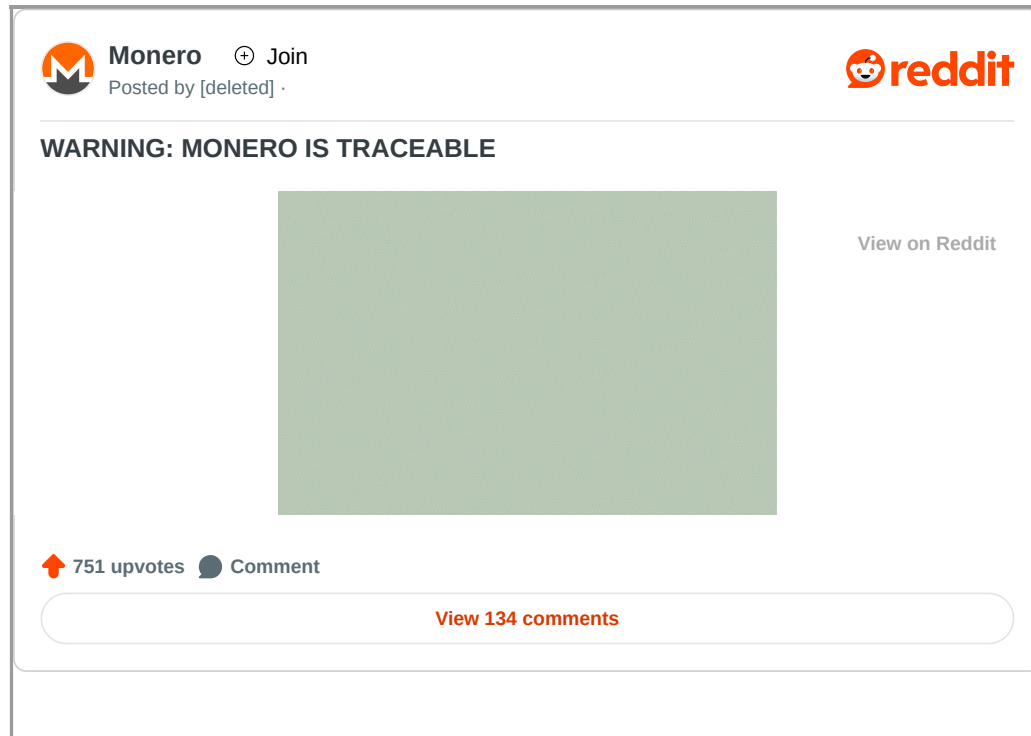 Monero Join
Posted by [deleted] ·
reddit
WARNING: MONERO IS TRACEABLE
View on Reddit
751 upvotes Comment
View 134 comments